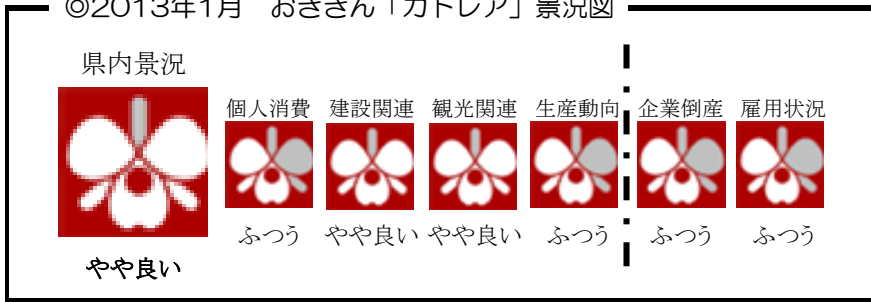 ◎2013年1月 おきぎん「カトレア」景況図
県内景況
個人消費 建設関連 観光関連 生産動向 企業倒産 雇用状況
ふつう やや良い やや良い ふつう ふつう ふつう
やや良い